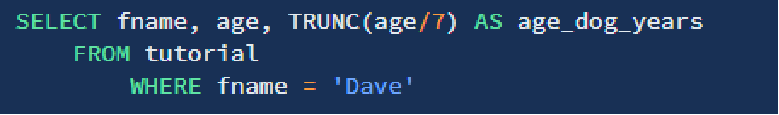 SELECT fname, age, TRUNC(age/7) AS age_dog_years
FROM tutorial
WHERE fname = 'Dave'